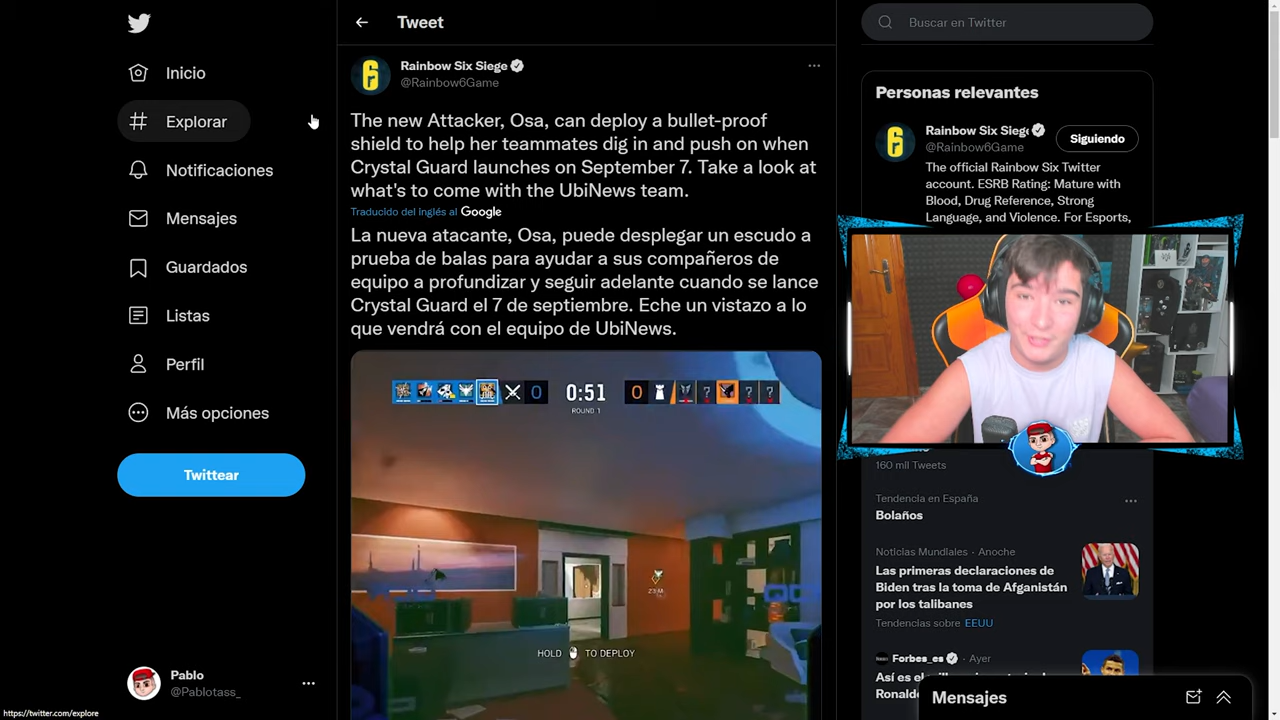 Inicio
Explorar
Notificaciones
Mensajes
Guardados
Listas
Perfil
Más opciones
Twittear
Pablo
@Pablotass_
https://twitter.com/explore
Tweet
Rainbow Six Siege
@Rainbow6Game
The new Attacker, Osa, can deploy a bullet-proof
shield to help her teammates dig in and push on when
Crystal Guard launches on September 7. Take a look at
what's to come with the UbiNews team.
Traducido del inglés al Google
La nueva atacante, Osa, puede desplegar un escudo a
prueba de balas para ayudar a sus compañeros de
equipo a profundizar y seguir adelante cuando se lance
Crystal Guard el 7 de septiembre. Eche un vistazo a lo
que vendrá con el equipo de UbiNews.
0 0:51 0 ? ? ?
ROUND 1
HOLD TO DEPLOY
Buscar en Twitter
Personas relevantes
Rainbow Six Sieg
@Rainbow6Game
Siguiendo
The official Rainbow Six Twitter
account. ESRB Rating: Mature with
Blood, Drug Reference, Strong
Language, and Violence. For Esports,
160 mil Tweets
Tendencia en España
Bolaños
Noticias Mundiales · Anoche
Las primeras declaraciones de
Biden tras la toma de Afganistán
por los talibanes
Tendencias sobre EEUU
Forbes_es · Ayer
Ronald
Mensajes